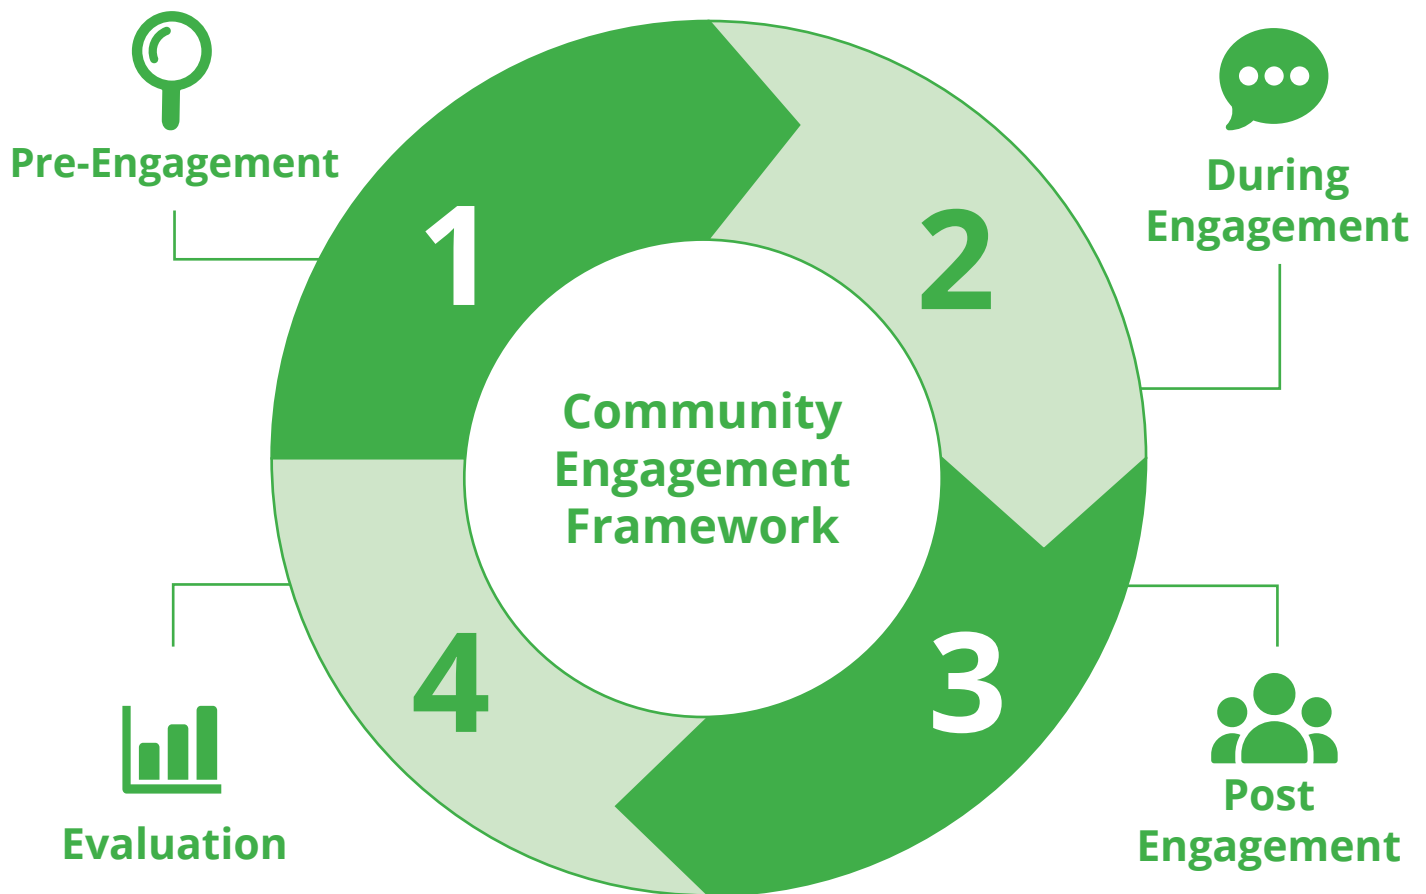 Pre-Engagement
1
2
During
Engagement
Community
Engagement
Framework
4
3
Evaluation
Post
Engagement